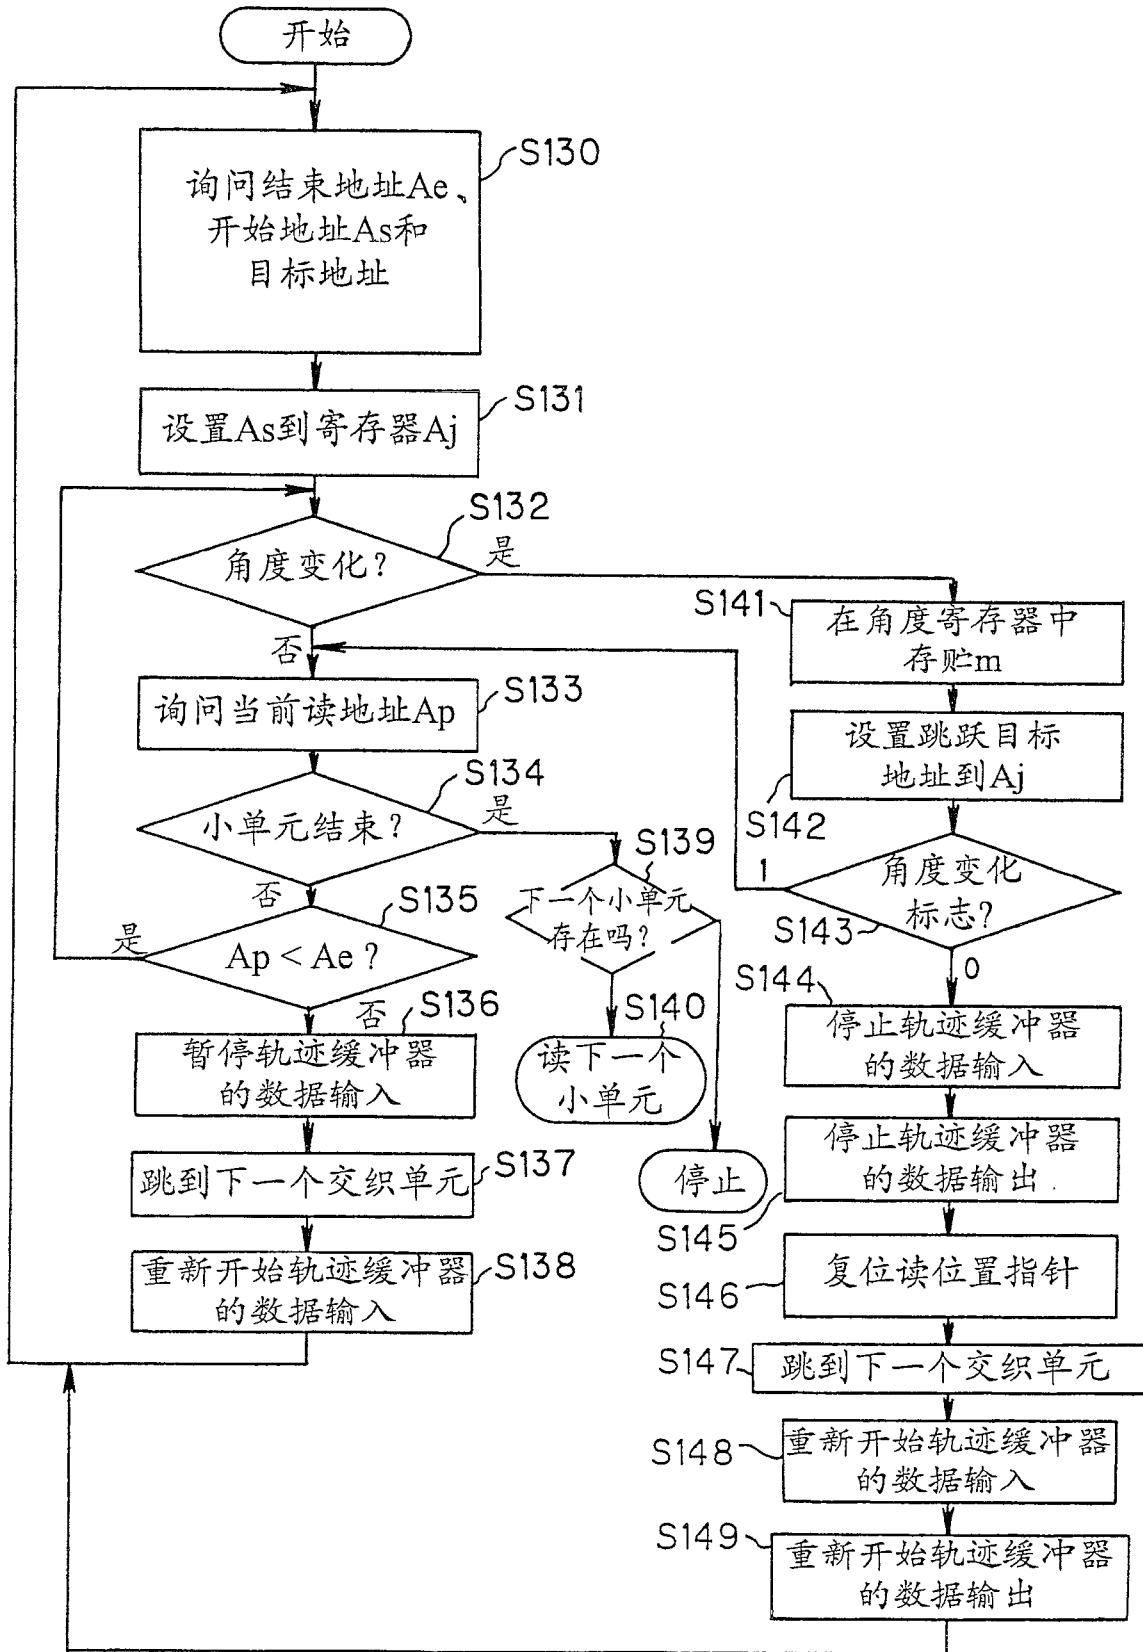 开始
S130
询问结束地址Ae、
开始地址As和
目标地址
S131
设置As到寄存器Aj
S132
角度变化?
是
否
S133
询问当前读地址Ap
S134
小单元结束?
是
否
S135
Ap < Ae ?
是
否
S136
暂停轨迹缓冲器
的数据输入
S137
跳到下一个交织单元
S138
重新开始轨迹缓冲器
的数据输入
S139
下一个小单元
存在吗?
S140
读下一个
小单元
停止
S141
在角度寄存器中
存贮m
设置跳跃目标
地址到Aj
S142
1
角度变化
标志?
S143
0
S144
停止轨迹缓冲器
的数据输入
停止轨迹缓冲器
的数据输出
S145
复位读位置指针
S146
S147
跳到下一个交织单元
S148
重新开始轨迹缓冲器
的数据输入
S149
重新开始轨迹缓冲器
的数据输出